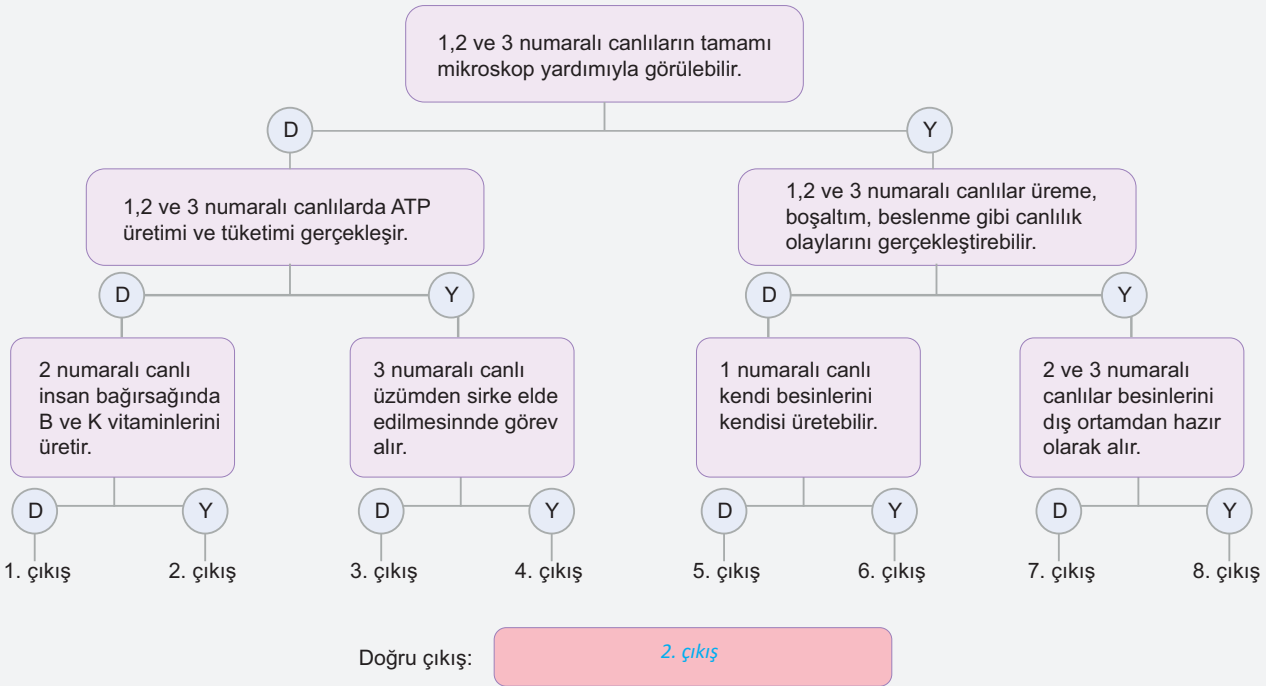 1,2 ve 3 numaralı canlıların tamamı
mikroskop yardımıyla görülebilir.
D
Y
1,2 ve 3 numaralı canlılarda ATP
üretimi ve tüketimi gerçekleşir.
1,2 ve 3 numaralı canlılar üreme,
boşaltım, beslenme gibi canlılık
olaylarını gerçekleştirebilir.
D
Y
D
Y
2 numaralı canlı
insan bağırsağında
B ve K vitaminlerini
üretir.
3 numaralı canlı
üzümden sirke elde
edilmesinnde görev
alır.
1 numaralı canlı
kendi besinlerini
kendisi üretebilir.
2 ve 3 numaralı
canlılar besinlerini
dış ortamdan hazır
olarak alır.
D
Y
D
Y
D
Y
D
Y
1. çıkış
2. çıkış
3. çıkış
4. çıkış
5. çıkış
6. çıkış
7. çıkış
8. çıkış
Doğru çıkış:
2. çıkış